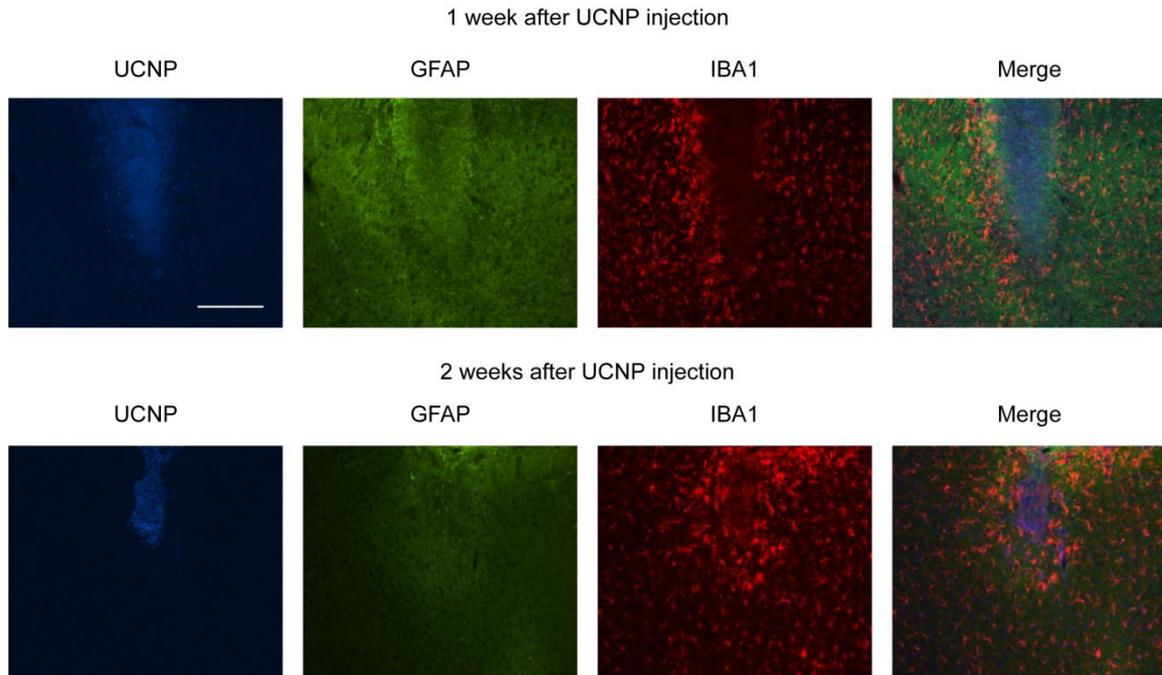 1 week after UCNP injection
UCNP GFAP IBA1 Merge
2 weeks after UCNP injection
UCNP GFAP IBA1 Merge